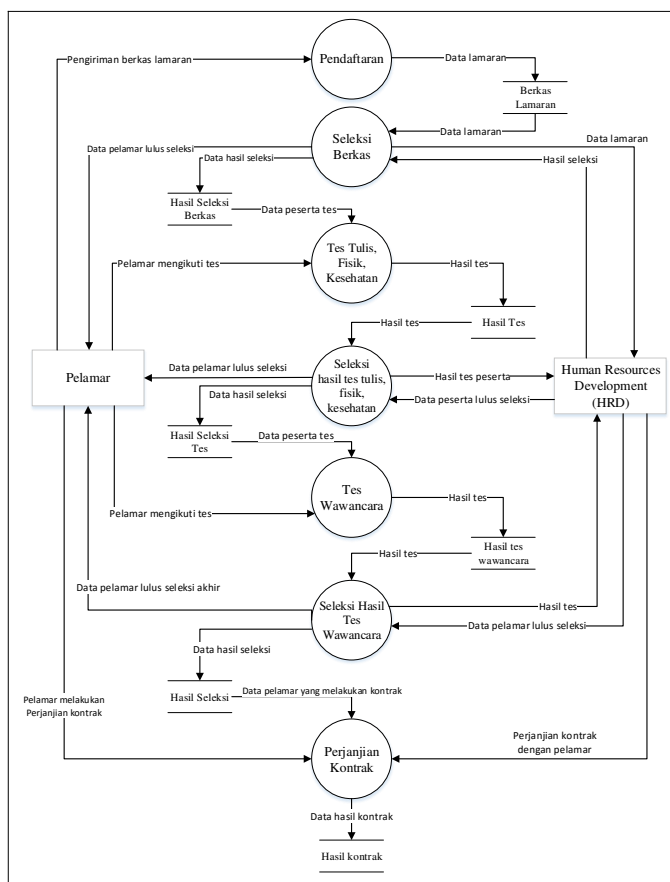 Pengiriman berkas lamaran
Pendaftaran
Data lamaran
Berkas
Lamaran
Data lamaran
Data pelamar lulus seleksi
Seleksi
Berkas
Data lamaran
Data hasil seleksi
Hasil seleksi
Hasil Seleksi
Berkas
Data peserta tes
Pelamar mengikuti tes
Tes Tulis,
Fisik,
Kesehatan
Hasil tes
Hasil tes
Hasil Tes
Pelamar
Data pelamar lulus seleksi
Seleksi
hasil tes tulis,
fisik,
kesehatan
Hasil tes peserta
Data peserta lulus seleksi
Human Resources
Development
(HRD)
Data hasil seleksi
Hasil Seleksi
Tes
Data peserta tes
Pelamar mengikuti tes
Tes
Wawancara
Hasil tes
Hasil tes
Hasil tes
wawancara
Data pelamar lulus seleksi akhir
Seleksi Hasil
Tes
Wawancara
Hasil tes
Data pelamar lulus seleksi
Data hasil seleksi
Hasil Seleksi
Data pelamar yang melakukan kontrak
Pelamar melakukan
Perjanjian kontrak
Perjanjian
Kontrak
Perjanjian kontrak
dengan pelamar
Data hasil kontrak
Hasil kontrak